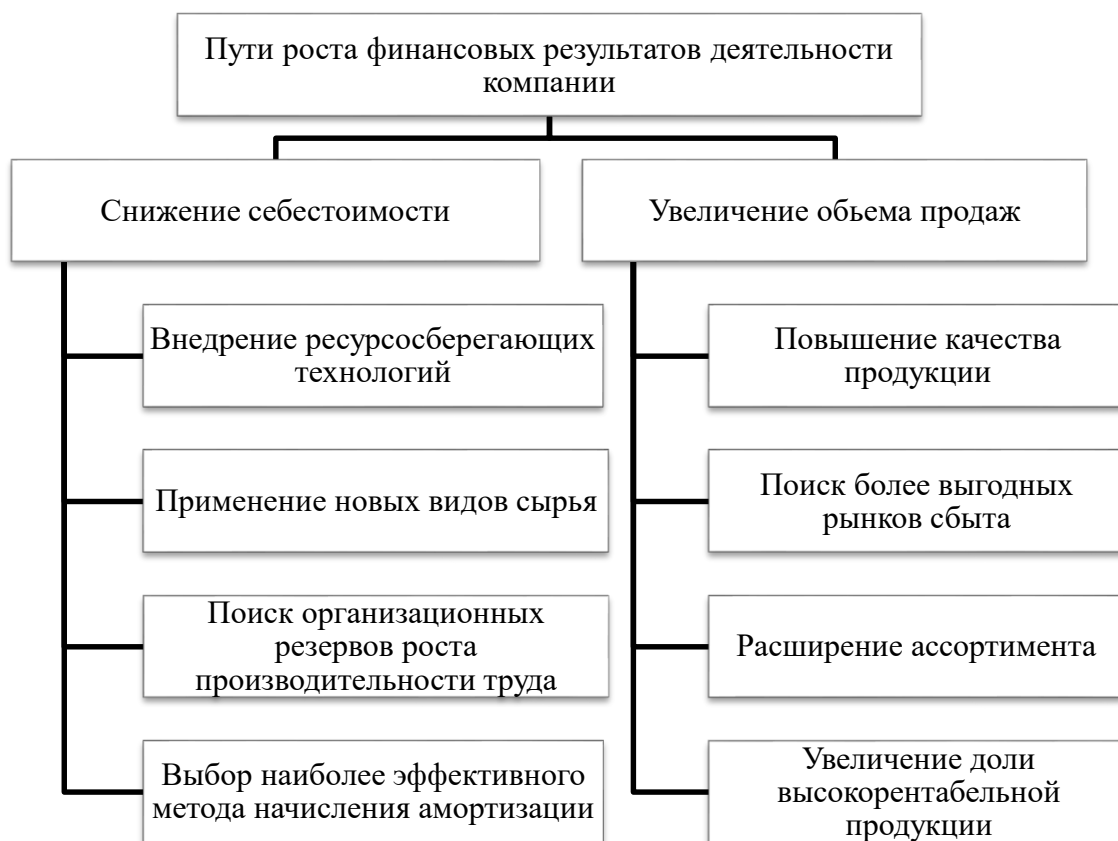 Пути роста финансовых результатов деятельности
компании
Снижение себестоимости
Увеличение обьема продаж
Внедрение ресурсосберегающих
технологий
Применение новых видов сырья
Поиск организационных
резервов роста
производительности труда
Выбор наиболее эффективного
метода начисления амортизации
Повышение качества
продукции
Поиск более выгодных
рынков сбыта
Расширение ассортимента
Увеличение доли
высокорентабельной
продукции